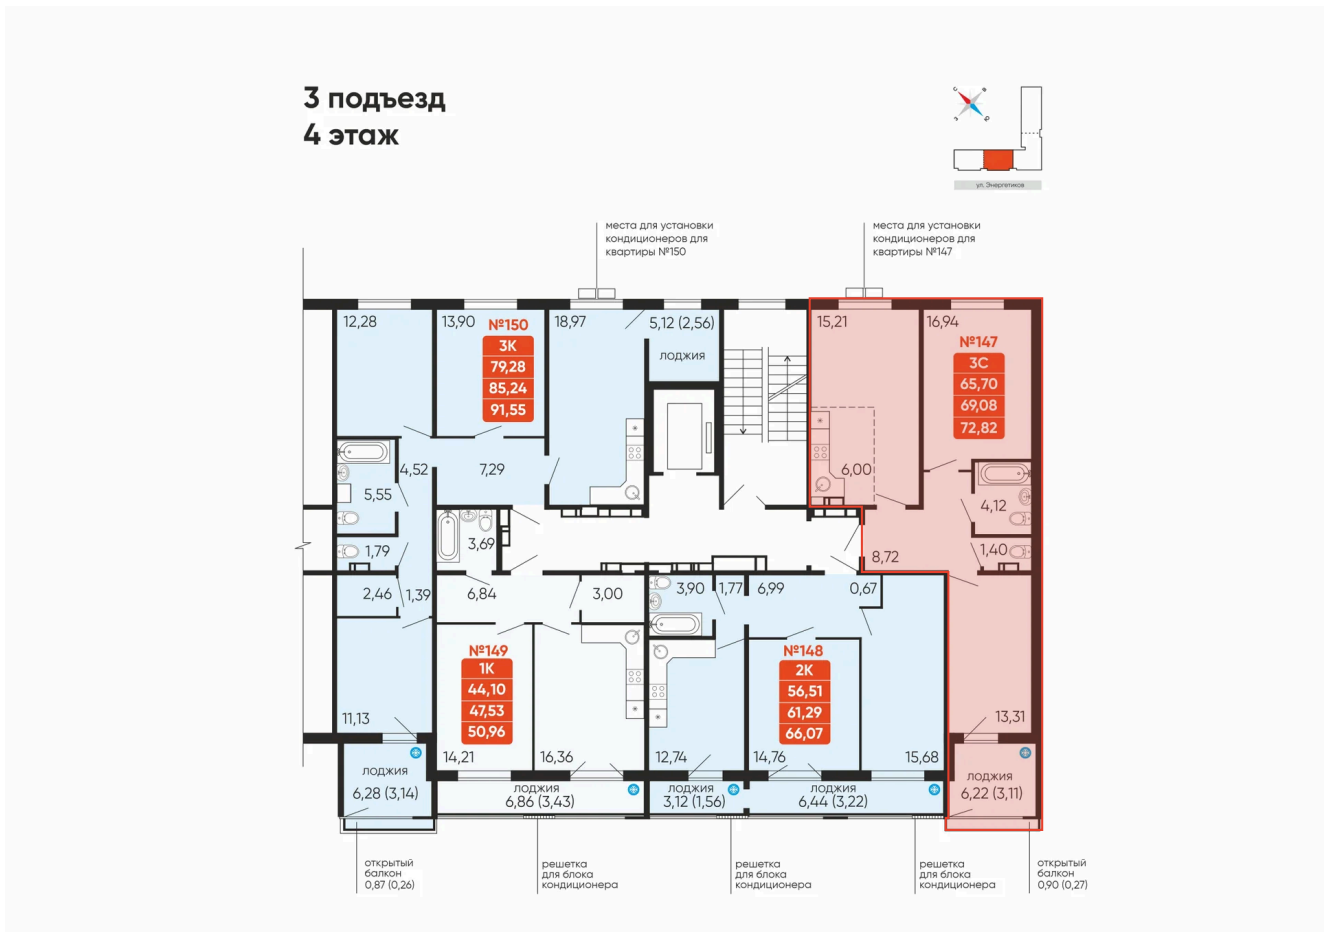 3 подъезд
4 этаж
С
В
З
Ю
ул. Энергетиков
места для установки
кондиционеров для
квартиры №150
места для установки
кондиционеров для
квартиры №147
12,28
13,90
№150
3К
79,28
85,24
91,55
18,97
5,12 (2,56)
лоджия
15,21
16,94
№147
3С
65,70
69,08
72,82
4,52
7,29
5,55
6,00
4,12
1,79
3,69
8,72
1,40
2,46
1,39
6,84
3,00
3,90
1,77
6,99
0,67
№149
1К
44,10
47,53
50,96
№148
2К
56,51
61,29
66,07
11,13
14,21
16,36
12,74
14,76
15,68
13,31
лоджия
6,28 (3,14)
лоджия
6,86 (3,43)
лоджия
3,12 (1,56)
лоджия
6,44 (3,22)
лоджия
6,22 (3,11)
открытый
балкон
0,87 (0,26)
решетка
для блока
кондиционера
решетка
для блока
кондиционера
решетка
для блока
кондиционера
открытый
балкон
0,90 (0,27)